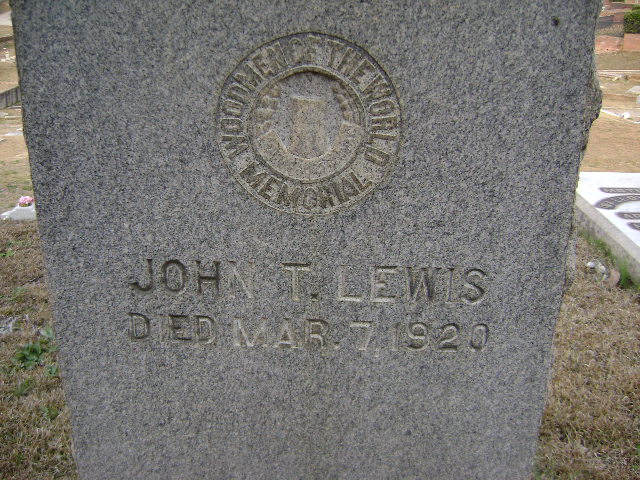 WOODMEN OF THE WORLD
MEMORIAL
JOHN T. LEWIS
DIED MAR. 7, 1920